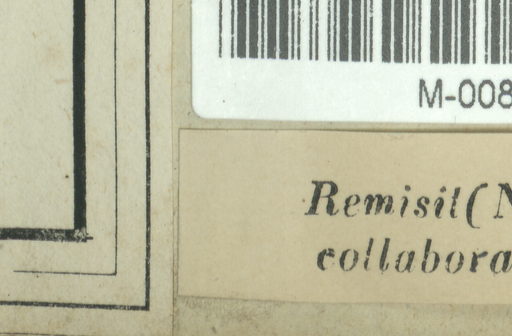 M-008
Remisit (N
collabora